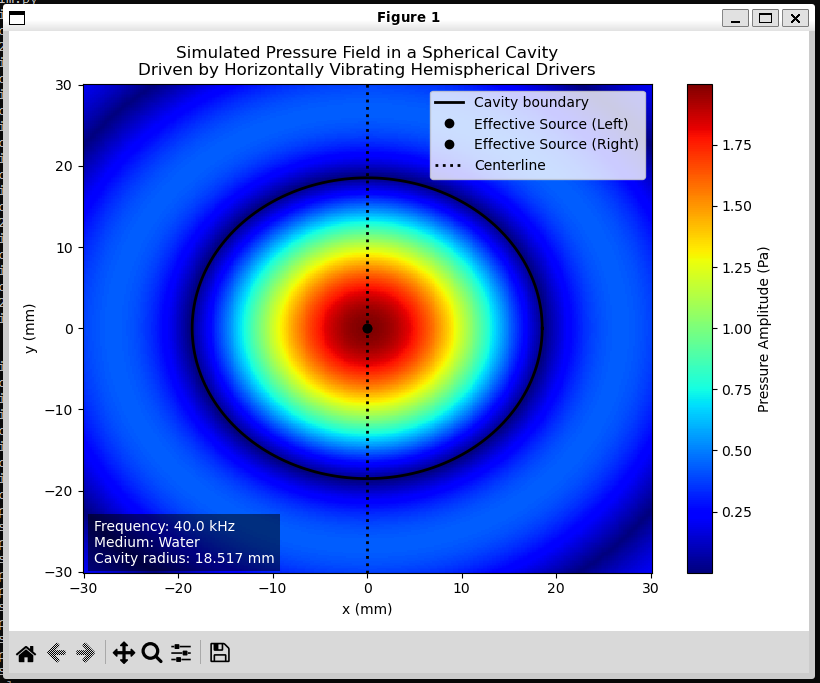 Figure 1
Simulated Pressure Field in a Spherical Cavity
Driven by Horizontally Vibrating Hemispherical Drivers
Cavity boundary
Effective Source (Left)
Effective Source (Right)
Centerline
30
20
10
0
−10
−20
−30
y (mm)
Frequency: 40.0 kHz
Medium: Water
Cavity radius: 18.517 mm
−30
−20
−10
0
10
20
30
x (mm)
1.75
1.50
1.25
1.00
0.75
0.50
0.25
Pressure Amplitude (Pa)